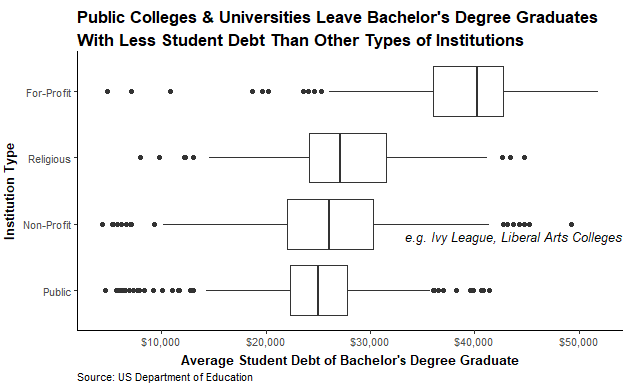 Public Colleges & Universities Leave Bachelor's Degree Graduates
With Less Student Debt Than Other Types of Institutions
Institution Type
For-Profit
Religious
Non-Profit
e.g. Ivy League, Liberal Arts Colleges
Public
$10,000 $20,000 $30,000 $40,000 $50,000
Average Student Debt of Bachelor's Degree Graduate
Source: US Department of Education